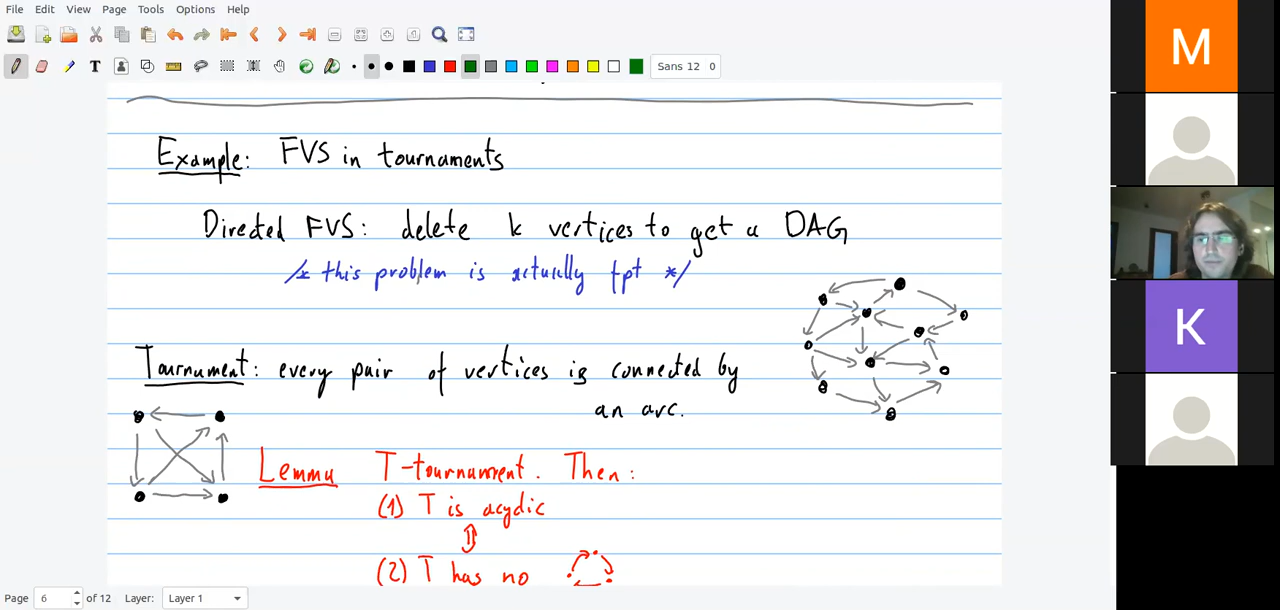 File Edit View Page Tools Options Help
Sans 12 0
Example: FVS in tournaments
Directed FVS: delete k vertices to get a DAG
/* this problem is actually fpt */
Tournament: every pair of vertices is connected by
an arc.
Lemma T-tournament. Then:
(1) T is acyclic
⇕
(2) T has no
Page 6 of 12 Layer: Layer 1
M
K